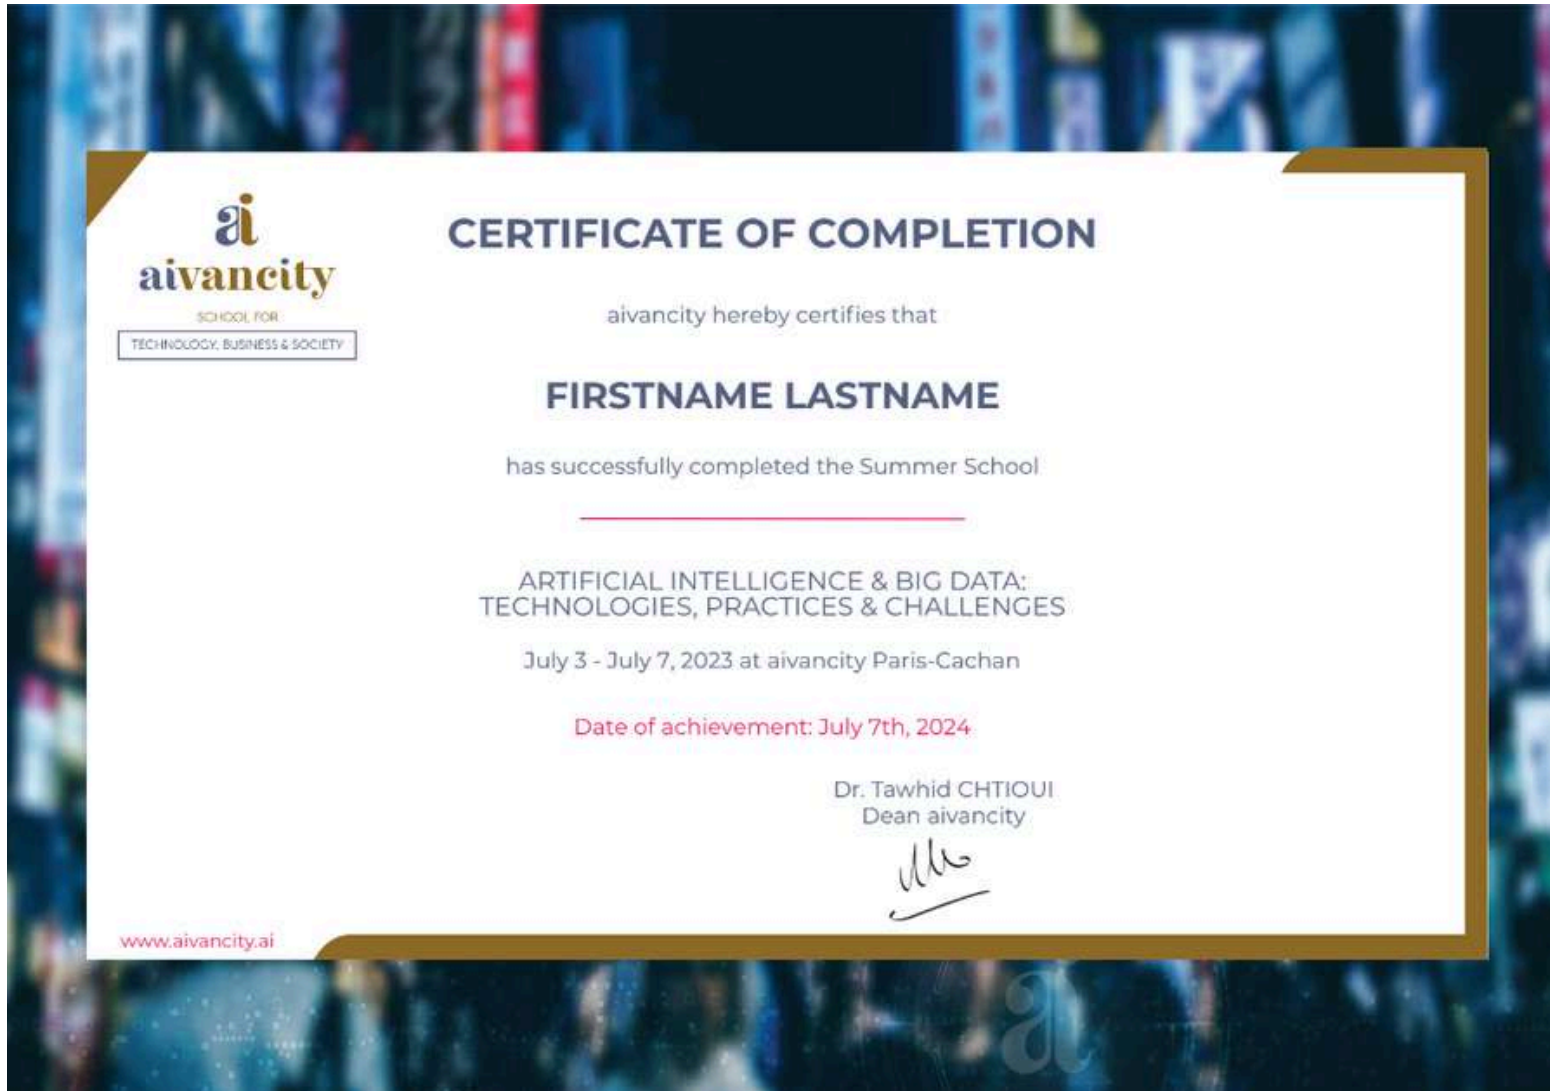 ai
aivancity
SCHOOL FOR
TECHNOLOGY, BUSINESS & SOCIETY
CERTIFICATE OF COMPLETION
aivancity hereby certifies that
FIRSTNAME LASTNAME
has successfully completed the Summer School
ARTIFICIAL INTELLIGENCE & BIG DATA:
TECHNOLOGIES, PRACTICES & CHALLENGES
July 3 - July 7, 2023 at aivancity Paris-Cachan
Date of achievement: July 7th, 2024
Dr. Tawhid CHTIOUI
Dean aivancity
www.aivancity.ai
ai